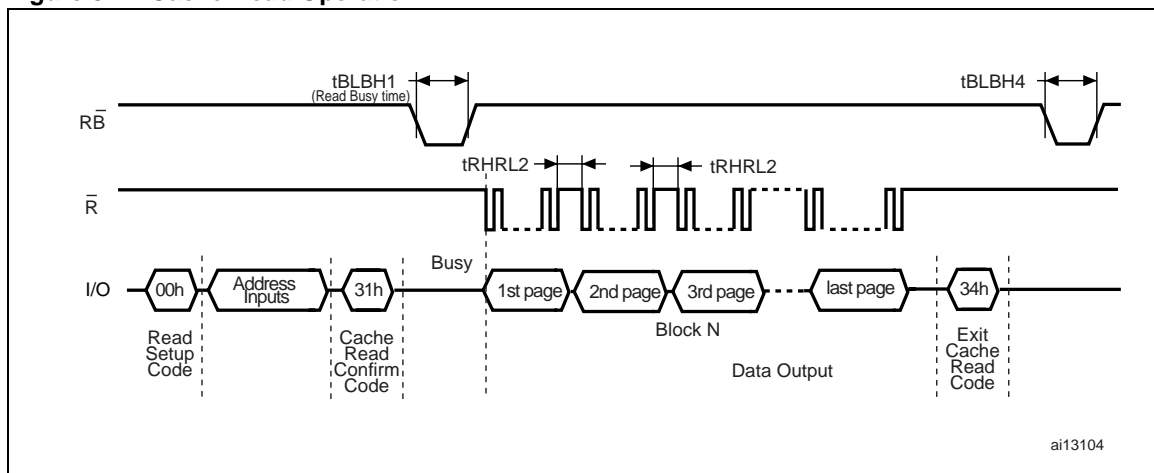 tBLBH1
(Read Busy time)
tBLBH4
RB
tRHRL2
tRHRL2
R
Busy
I/O
00h
Address
Inputs
31h
1st page
2nd page
3rd page
last page
34h
Block N
Read
Setup
Code
Cache
Read
Confirm
Code
Data Output
Exit
Cache
Read
Code
ai13104